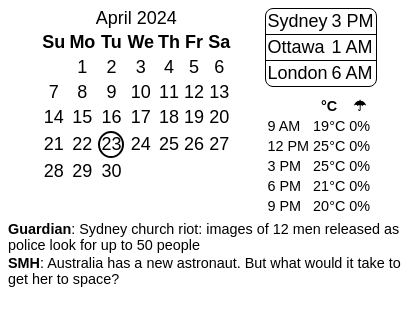 April 2024
Su Mo Tu We Th Fr Sa
1 2 3 4 5 6
7 8 9 10 11 12 13
14 15 16 17 18 19 20
21 22 23 24 25 26 27
28 29 30
Sydney 3 PM
Ottawa 1 AM
London 6 AM
°C ☂
9 AM 19°C 0%
12 PM 25°C 0%
3 PM 25°C 0%
6 PM 21°C 0%
9 PM 20°C 0%
Guardian: Sydney church riot: images of 12 men released as
police look for up to 50 people
SMH: Australia has a new astronaut. But what would it take to
get her to space?